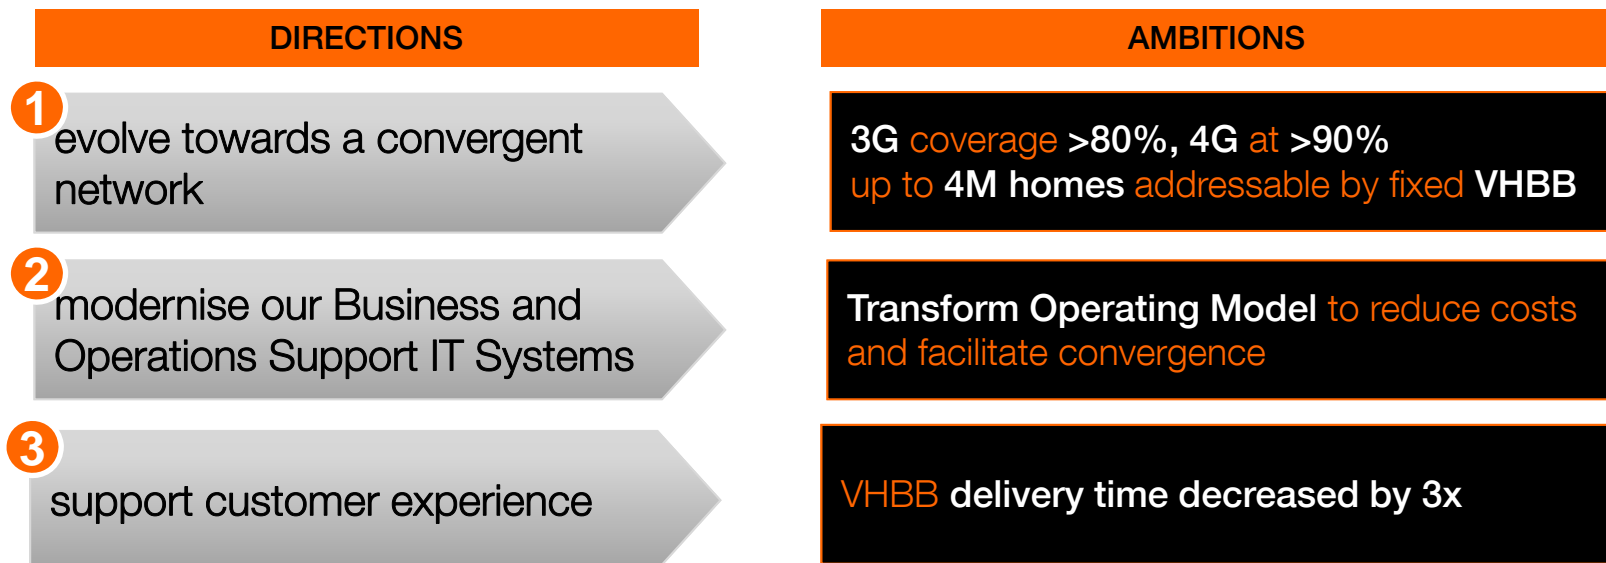 DIRECTIONS
AMBITIONS
1
evolve towards a convergent
network
3G coverage >80%, 4G at >90%
up to 4M homes addressable by fixed VHBB
2
modernise our Business and
Operations Support IT Systems
Transform Operating Model to reduce costs
and facilitate convergence
3
support customer experience
VHBB delivery time decreased by 3x